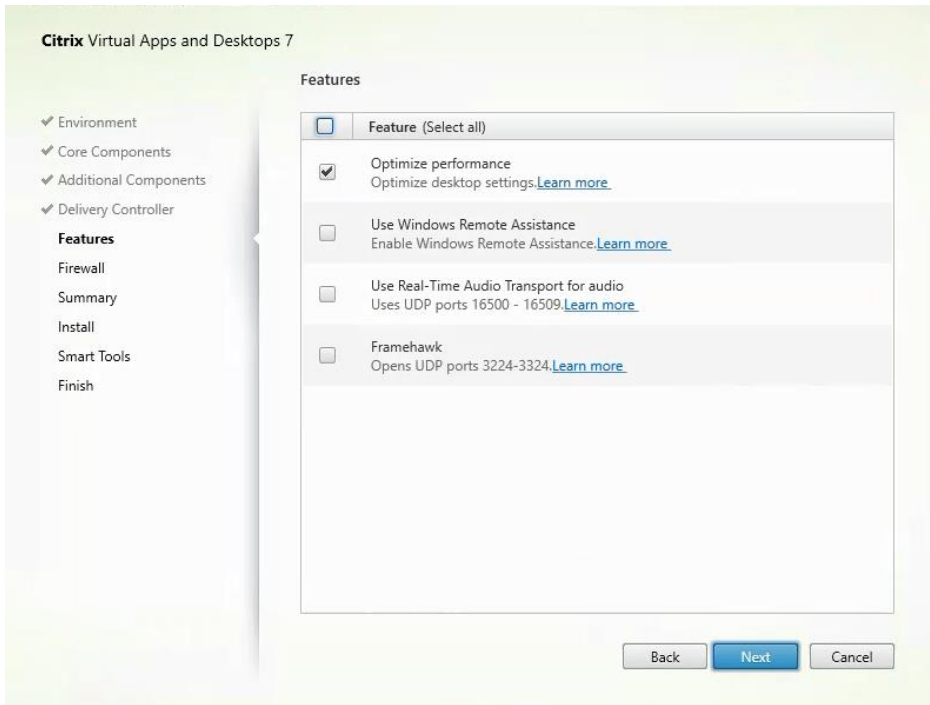 Citrix Virtual Apps and Desktops 7
Features
Environment
Core Components
Additional Components
Delivery Controller
Features
Firewall
Summary
Install
Smart Tools
Finish
Feature (Select all)
Optimize performance
Optimize desktop settings.Learn more
Use Windows Remote Assistance
Enable Windows Remote Assistance.Learn more
Use Real-Time Audio Transport for audio
Uses UDP ports 16500 - 16509.Learn more
Framehawk
Opens UDP ports 3224-3324.Learn more
Back Next Cancel